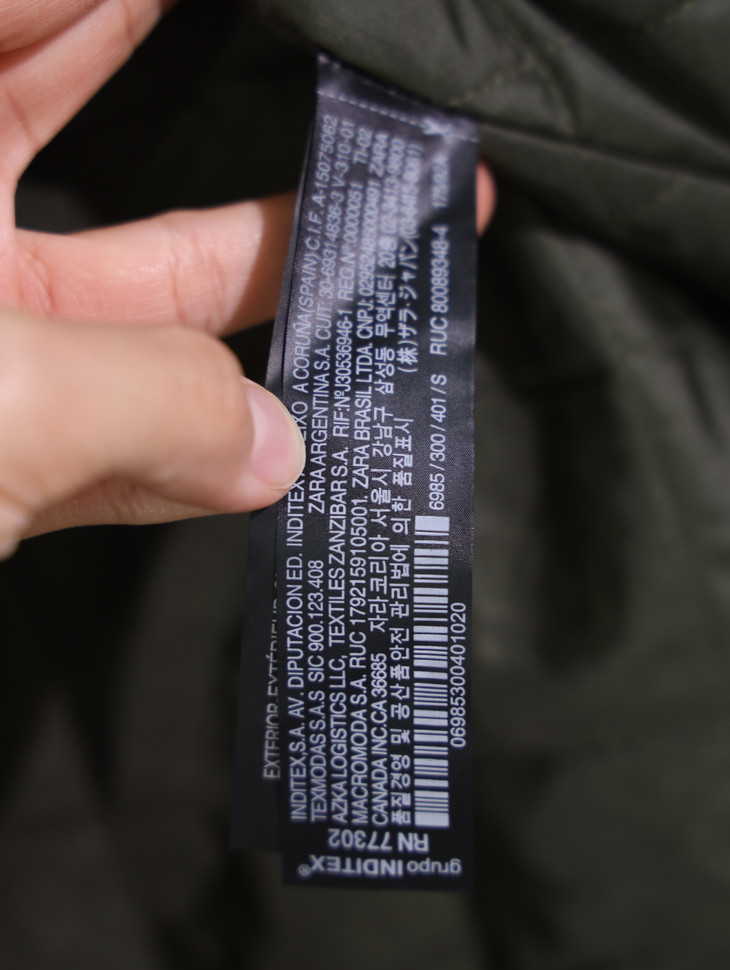 EXTERIOR-EXTÉRIEUR
INDITEX,S.A. AV. DIPUTACION ED. INDITEX A CORUÑA(SPAIN) C.I.F. A-15075062
TEXMODAS S.A.S SIC 900.123.408 ZARA ARGENTINA S.A. CUIT: 30-69314836-3 V-310-01
AZKA LOGISTICS LLC, TEXTILES ZANZIBAR S.A. RIF:NºJ30536946-1 REG.Nº:00000051 TI-02
MACROMODA S.A. RUC 1792159105001. ZARA BRASIL LTDA. CNPJ: ZARA
CANADA INC.CA 36685 자라코리아 서울시 강남구 삼성동 무역센터
품질경영 및 공산품안전 관리법에 의한 품질표시 (株)ザラ・ジャパン
6985 / 300 / 401 / S RUC 80089348-4
06985300401020
RN 77302
grupo INDITEX®